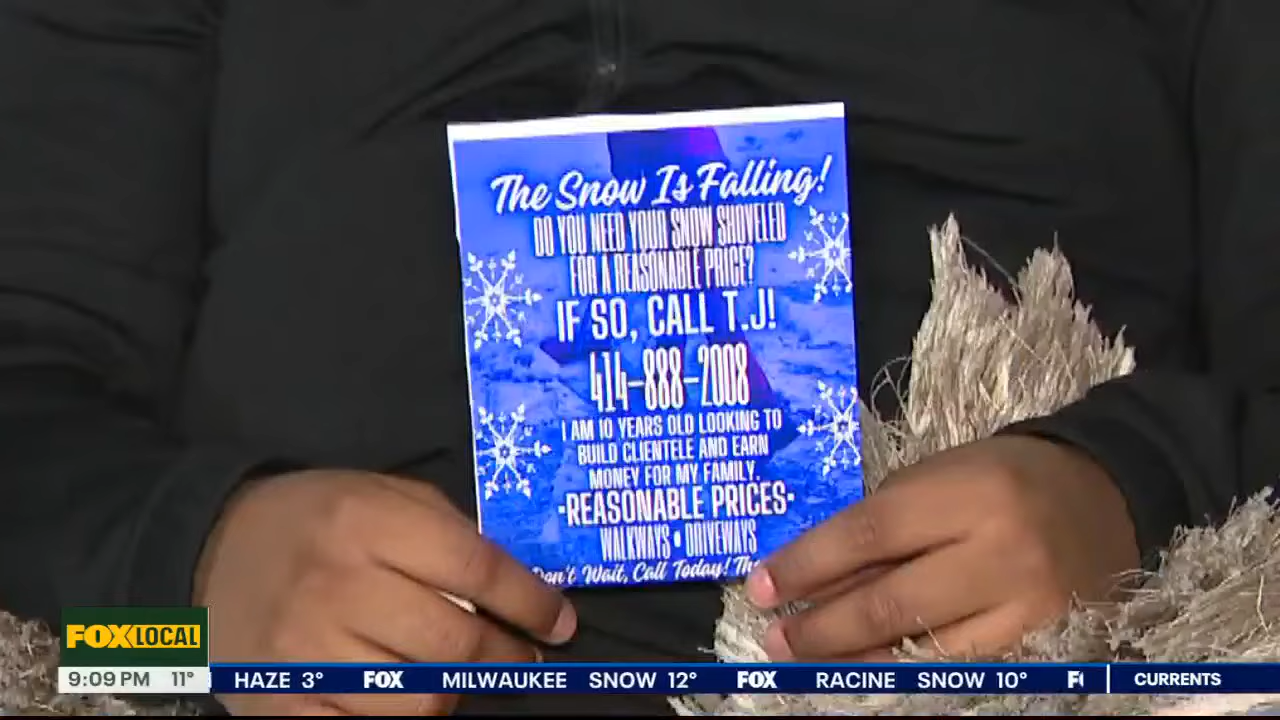 The Snow Is Falling!
DO YOU NEED YOUR SNOW SHOVELED
FOR A REASONABLE PRICE?
IF SO, CALL T.J!
414-888-2008
I AM 10 YEARS OLD LOOKING TO
BUILD CLIENTELE AND EARN
MONEY FOR MY FAMILY.
•REASONABLE PRICES•
WALKWAYS • DRIVEWAYS
Don't Wait, Call Today!
FOX LOCAL
9:09 PM 11°
HAZE 3° FOX MILWAUKEE SNOW 12° FOX RACINE SNOW 10° CURRENTS